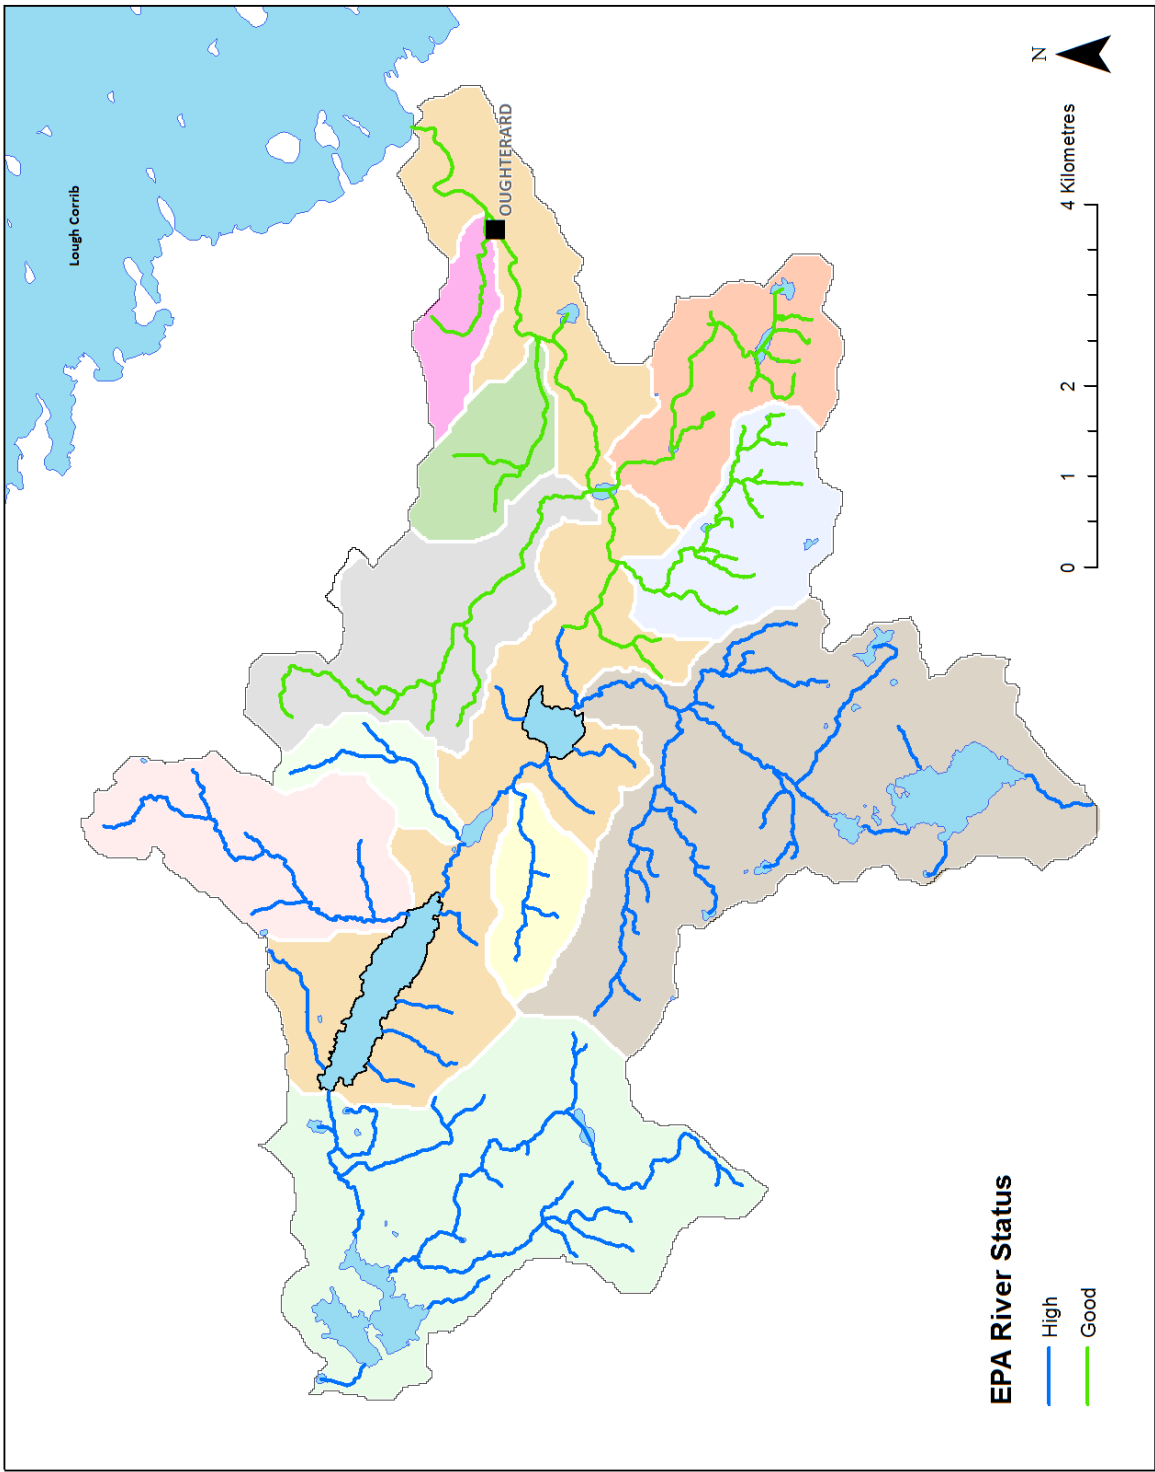 Lough Corrib
OUGHTERARD
N
0 1 2 4 Kilometres
EPA River Status
High
Good